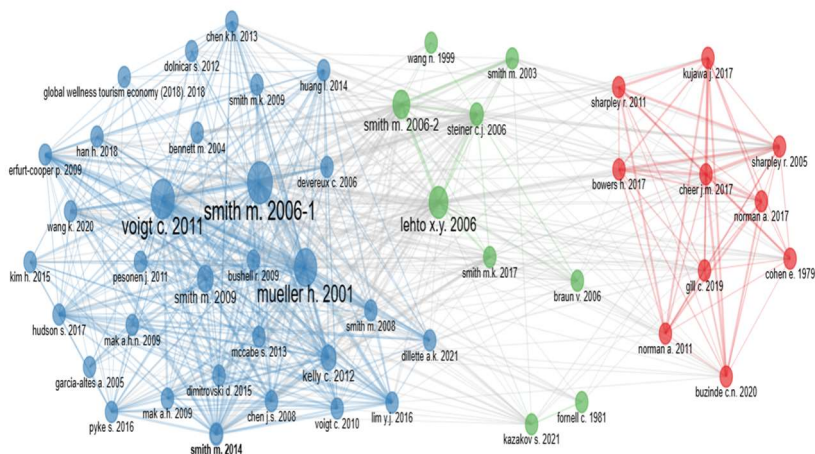 chen k.h. 2013
dolnicar s. 2012
global wellness tourism economy (2018). 2018
smith m.k. 2009
huang l. 2014
wang n. 1999
smith m. 2003
kujawa j. 2017
sharpley r. 2011
smith m. 2006-2
steiner c.j. 2006
han h. 2018
bennett m. 2004
sharpley r. 2005
erfurt-cooper p. 2009
devereux c. 2006
bowers h. 2017
cheer j.m. 2017
smith m. 2006-1
voigt c. 2011
wang k. 2020
lehto x.y. 2006
norman a. 2017
kim h. 2015
pesonen j. 2011
bushell r. 2009
smith m.k. 2017
cohen e. 1979
smith m. 2009
mueller h. 2001
gill c. 2019
braun v. 2006
smith m. 2008
hudson s. 2017
mak a.h.n. 2009
mccabe s. 2013
dillette a.k. 2021
norman a. 2011
kelly c. 2012
garcía-altes a. 2005
dimitrovski d. 2015
buzinde c.n. 2020
pyke s. 2016
mak a.h. 2009
chen j.s. 2008
voigt c. 2010
lim y.j. 2016
fornell c. 1981
smith m. 2014
kazakov s. 2021